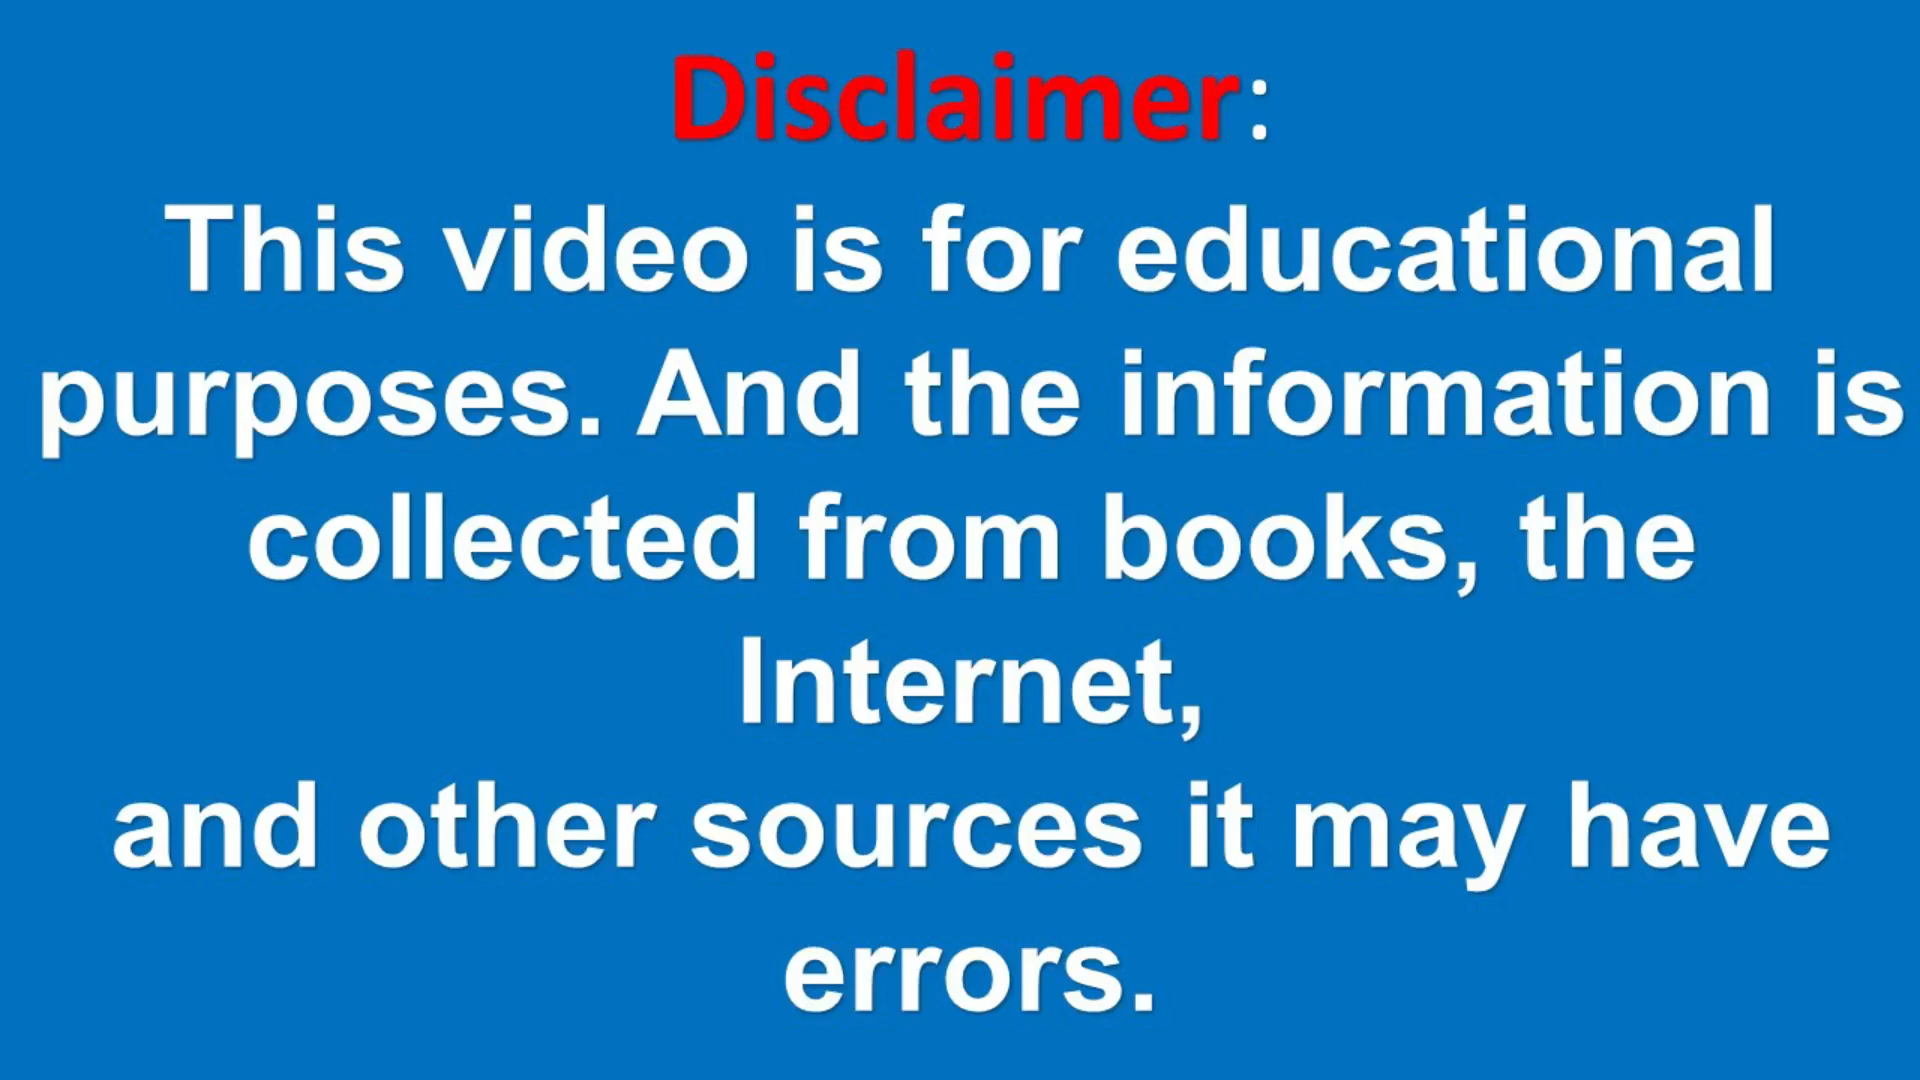 Disclaimer:
This video is for educational
purposes. And the information is
collected from books, the
Internet,
and other sources it may have
errors.